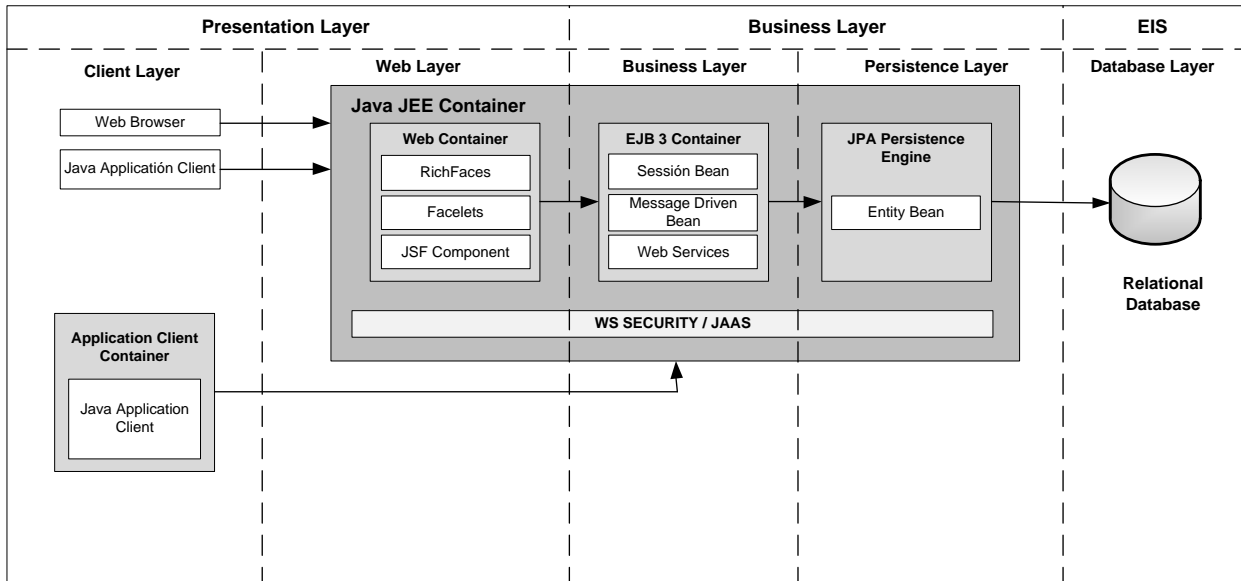 Presentation Layer
Business Layer
EIS
Client Layer
Web Layer
Business Layer
Persistence Layer
Database Layer
Java JEE Container
Web Browser
Java Applicatión Client
Web Container
RichFaces
Facelets
JSF Component
EJB 3 Container
Sessión Bean
Message Driven
Bean
Web Services
JPA Persistence
Engine
Entity Bean
Relational
Database
WS SECURITY / JAAS
Application Client
Container
Java Application
Client